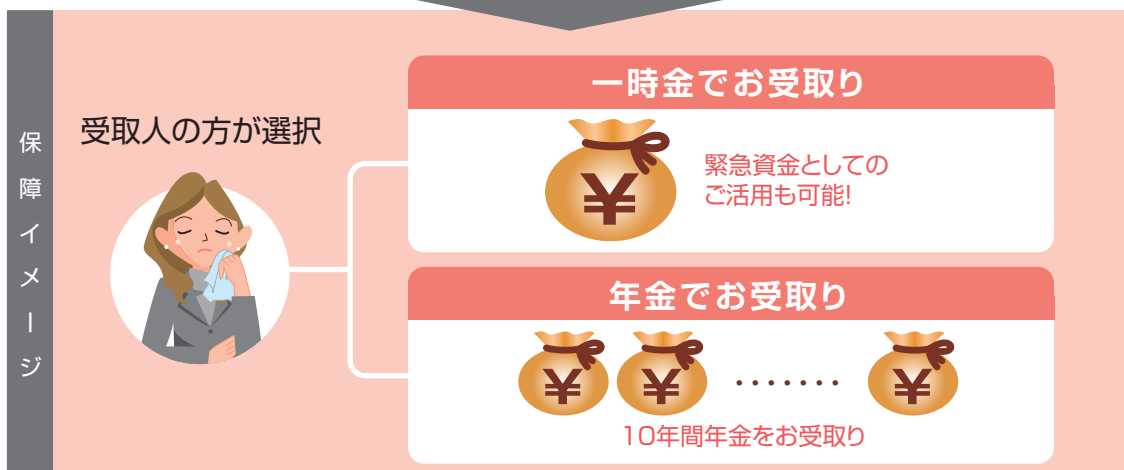 保障イメージ
受取人の方が選択
一時金でお受取り
¥
緊急資金としての
ご活用も可能!
年金でお受取り
¥ ¥ ······· ¥
10年間年金をお受取り